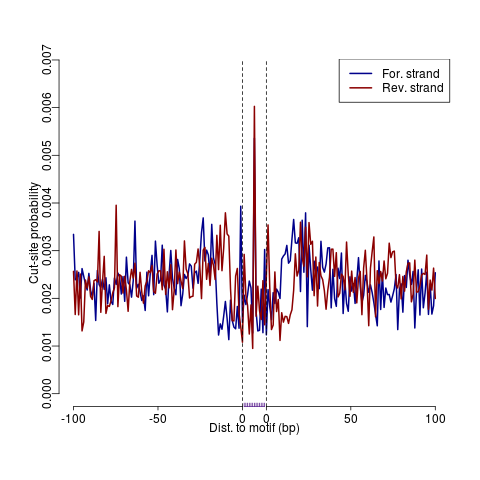 For. strand
Rev. strand
Cut-site probability
0.007
0.006
0.005
0.004
0.003
0.002
0.001
0.000
-100 -50 0 0 50 100
Dist. to motif (bp)